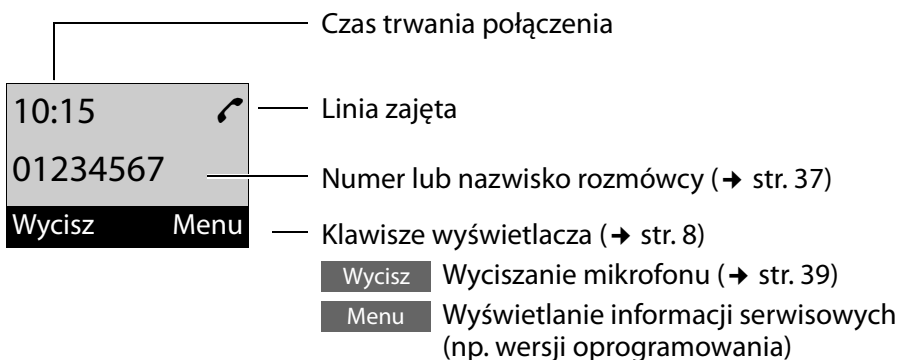 Czas trwania połączenia
10:15
Linia zajęta
01234567
Numer lub nazwisko rozmówcy (➔ str. 37)
Wycisz Menu
Klawisze wyświetlacza (➔ str. 8)
Wycisz Wyciszanie mikrofonu (➔ str. 39)
Menu Wyświetlanie informacji serwisowych
(np. wersji oprogramowania)